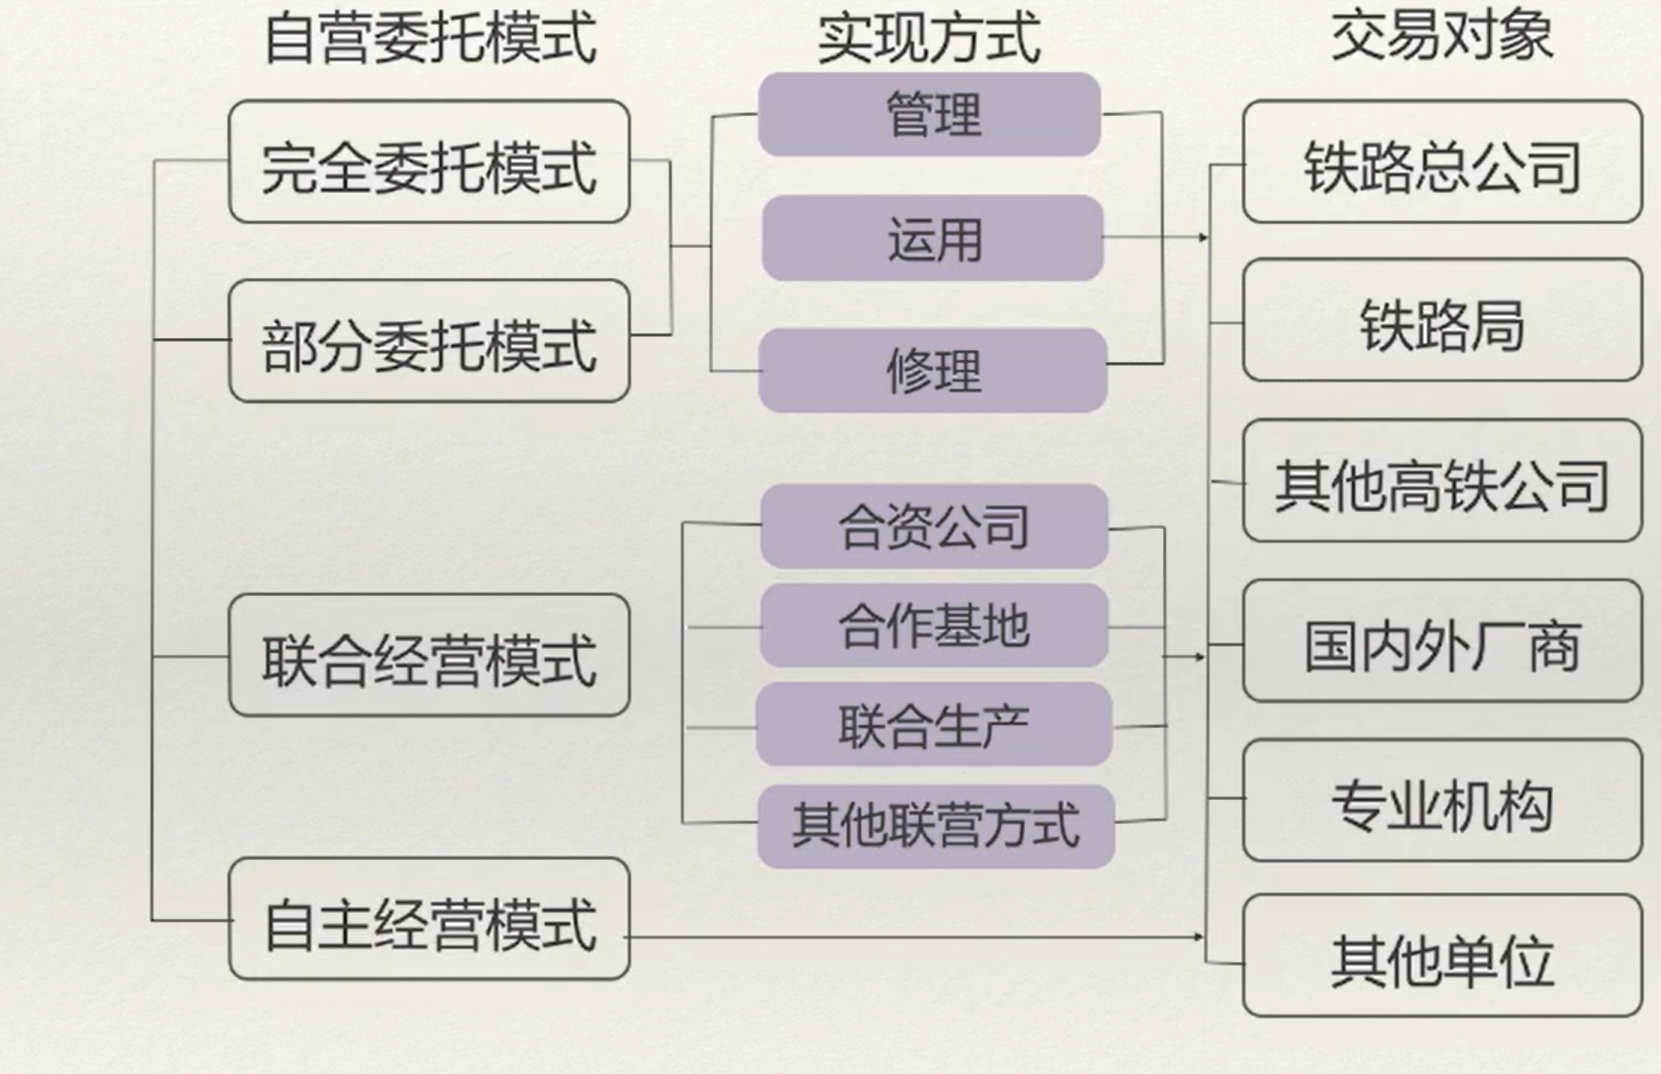 自营委托模式
实现方式
交易对象
完全委托模式
部分委托模式
联合经营模式
自主经营模式
管理
运用
修理
合资公司
合作基地
联合生产
其他联营方式
铁路总公司
铁路局
其他高铁公司
国内外厂商
专业机构
其他单位